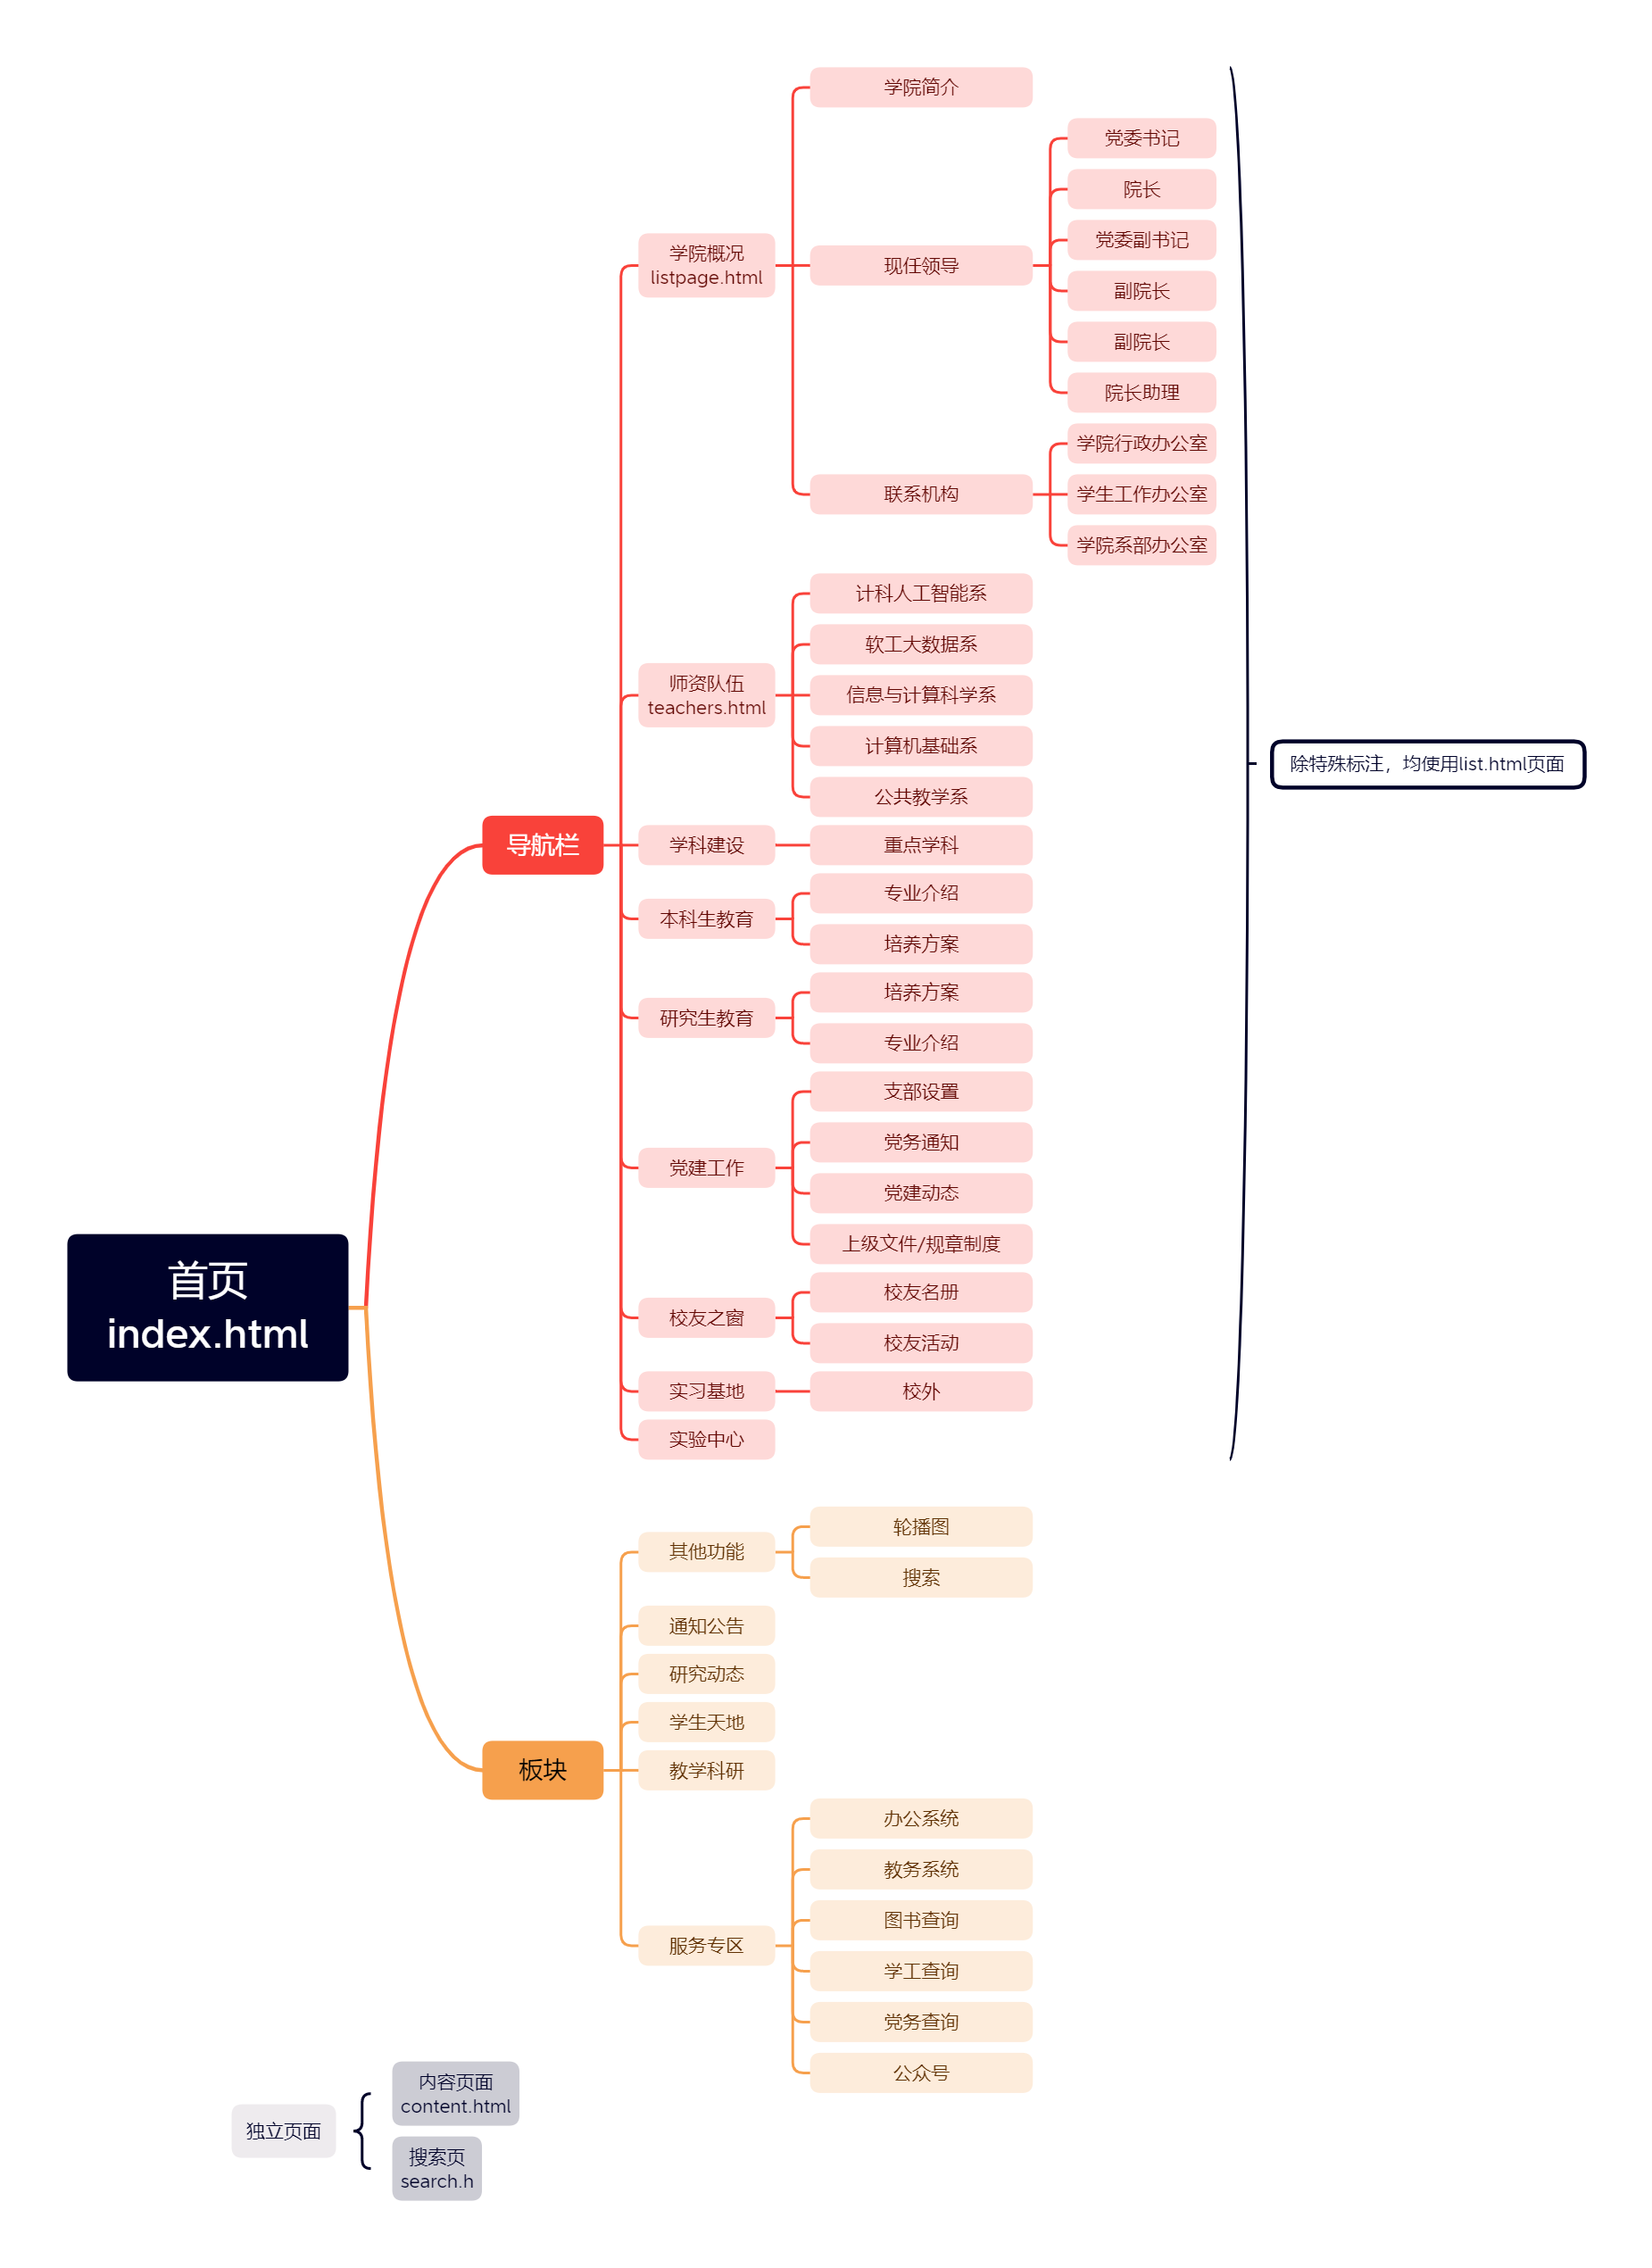 首页
index.html
导航栏
学院概况
listpage.html
学院简介
现任领导
党委书记
院长
党委副书记
副院长
副院长
院长助理
联系机构
学院行政办公室
学生工作办公室
学院系部办公室
师资队伍
teachers.html
计科人工智能系
软工大数据系
信息与计算科学系
计算机基础系
公共教学系
学科建设
重点学科
本科生教育
专业介绍
培养方案
研究生教育
培养方案
专业介绍
党建工作
支部设置
党务通知
党建动态
上级文件/规章制度
校友之窗
校友名册
校友活动
实习基地
校外
实验中心
除特殊标注，均使用list.html页面
板块
其他功能
轮播图
搜索
通知公告
研究动态
学生天地
教学科研
服务专区
办公系统
教务系统
图书查询
学工查询
党务查询
公众号
独立页面
内容页面
content.html
搜索页
search.h